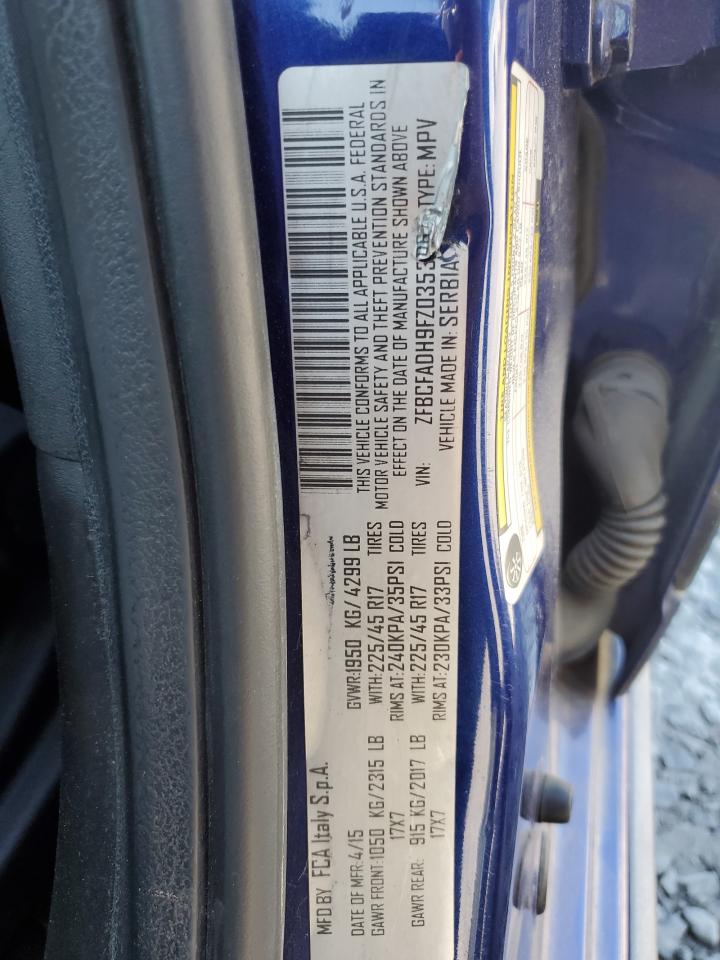 MFD BY FCA Italy S.p.A.
DATE OF MFR:4/15 GVWR:1950 KG/ 4299 LB
GAWR FRONT:1050 KG/2315 LB WITH:225/45 R17 TIRES
17X7 RIMS AT:240KPA/35PSI COLD
GAWR REAR: 915 KG/2017 LB WITH:225/45 R17 TIRES
17X7 RIMS AT:230KPA/33PSI COLD
THIS VEHICLE CONFORMS TO ALL APPLICABLE U.S.A. FEDERAL
MOTOR VEHICLE SAFETY AND THEFT PREVENTION STANDARDS IN
EFFECT ON THE DATE OF MANUFACTURE SHOWN ABOVE
VIN: ZFBCFADH9FZ0353 TYPE: MPV
VEHICLE MADE IN: SERBIA